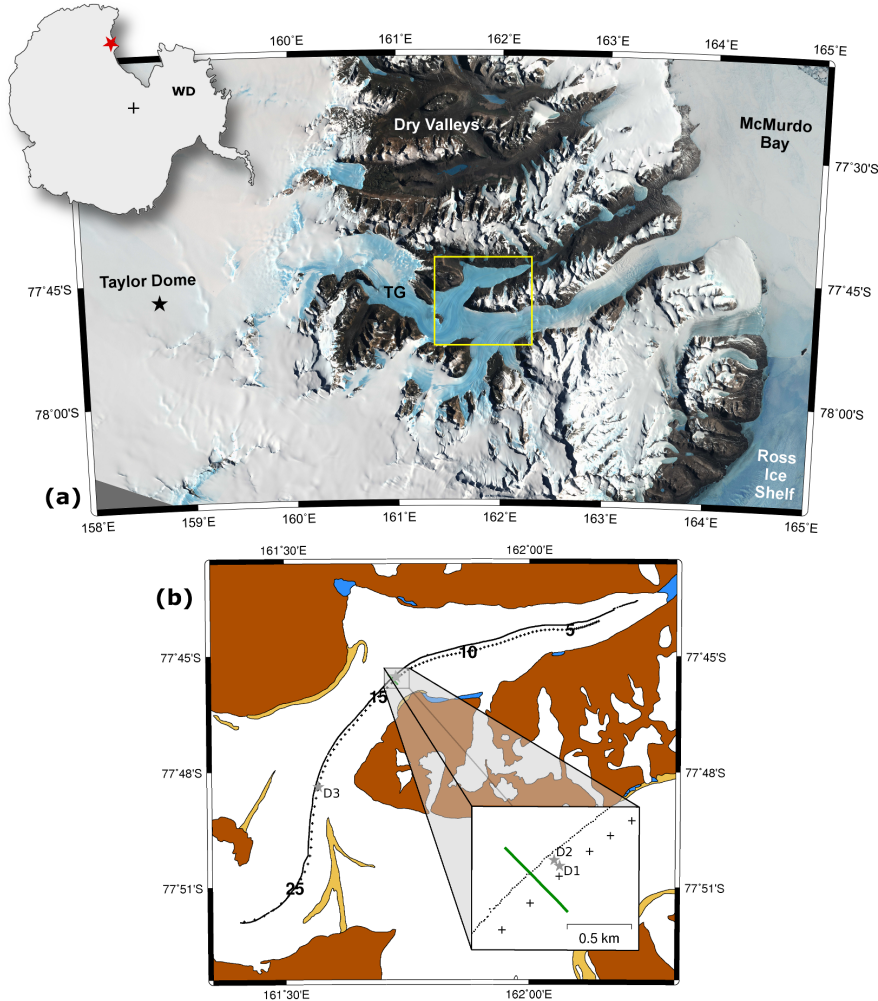 WD
160°E
161°E
162°E
163°E
164°E
165°E
Dry Valleys
McMurdo
Bay
77°30'S
Taylor Dome
77°45'S
TG
77°45'S
78°00'S
78°00'S
Ross
Ice
Shelf
(a)
158°E
159°E
160°E
161°E
162°E
163°E
164°E
165°E
161°30'E
162°00'E
(b)
5
10
77°45'S
77°45'S
15
77°48'S
77°48'S
D3
D2
D1
25
77°51'S
77°51'S
0.5 km
161°30'E
162°00'E